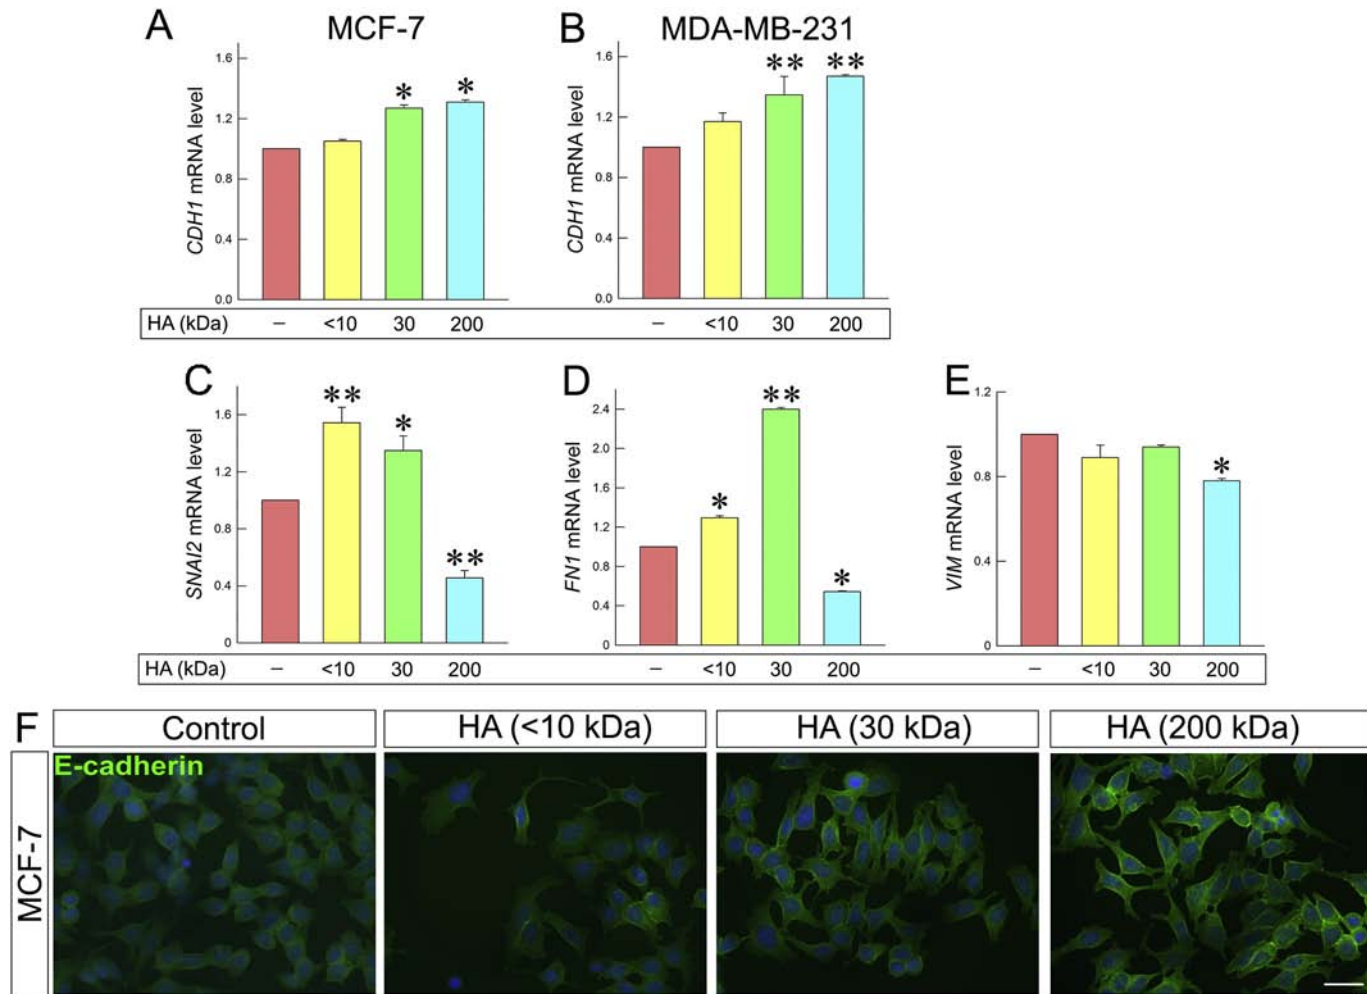 A MCF-7
B MDA-MB-231
CDH1 mRNA level
1.6
1.2
0.8
0.4
0.0
* *
CDH1 mRNA level
1.6
1.2
0.8
0.4
0.0
** **
HA (kDa) – <10 30 200 – <10 30 200
C
SNAI2 mRNA level
1.6
1.2
0.8
0.4
0
** * **
D
FN1 mRNA level
2.4
2.0
1.6
1.2
0.8
0.4
0
* ** *
E
VIM mRNA level
1.2
0.8
0.4
0
*
HA (kDa) – <10 30 200 – <10 30 200 – <10 30 200
F Control HA (<10 kDa) HA (30 kDa) HA (200 kDa)
E-cadherin
MCF-7